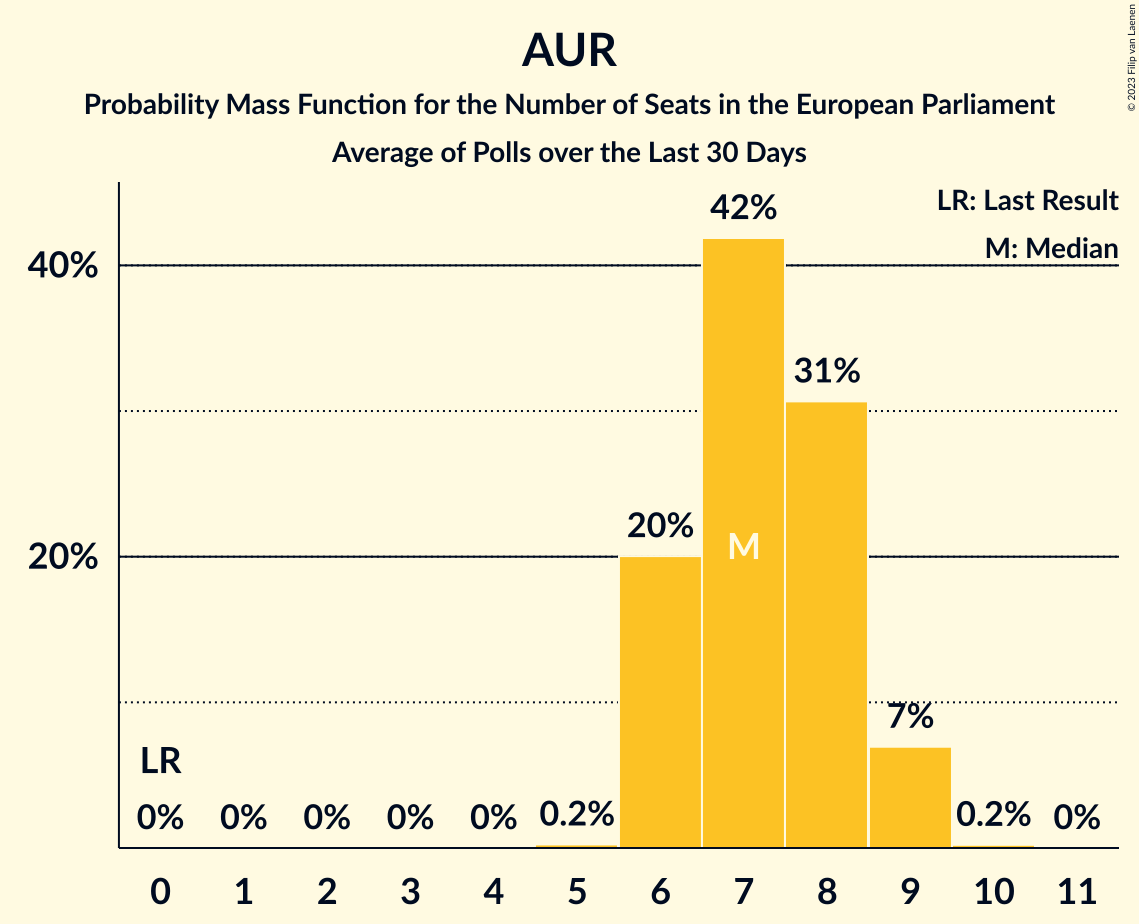 AUR
Probability Mass Function for the Number of Seats in the European Parliament
Average of Polls over the Last 30 Days
© 2023 Filip van Laenen
LR: Last Result
M: Median
40%
20%
LR
0%
0%
0%
0%
0%
0.2%
20%
42%
M
31%
7%
0.2%
0%
0 1 2 3 4 5 6 7 8 9 10 11